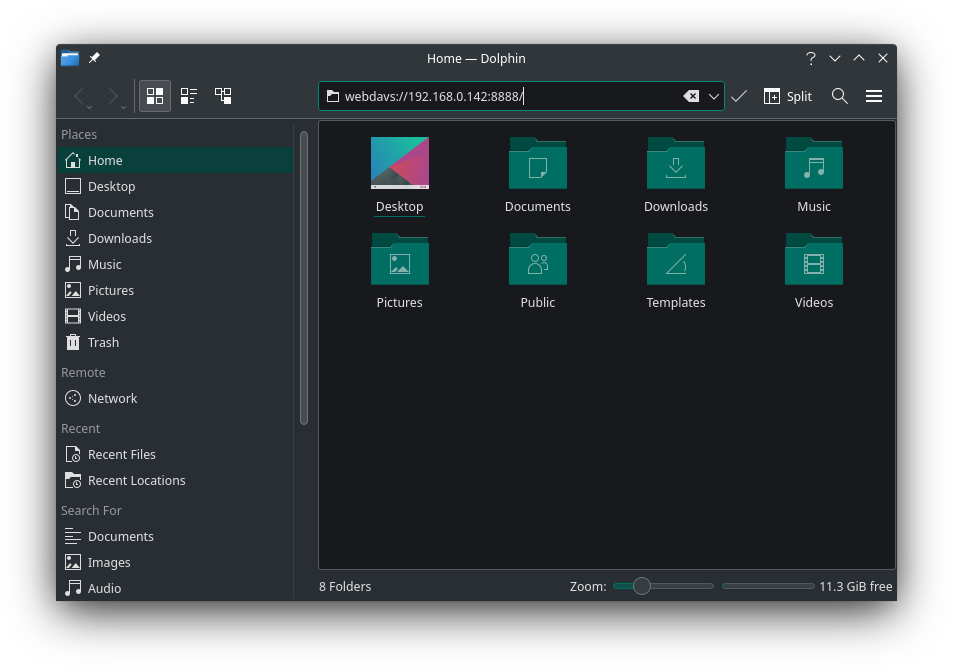 Home — Dolphin
?
webdavs://192.168.0.142:8888/
Split
Places
Home
Desktop
Documents
Downloads
Music
Pictures
Videos
Trash
Remote
Network
Recent
Recent Files
Recent Locations
Search For
Documents
Images
Audio
Desktop
Documents
Downloads
Music
Pictures
Public
Templates
Videos
8 Folders
Zoom:
11.3 GiB free